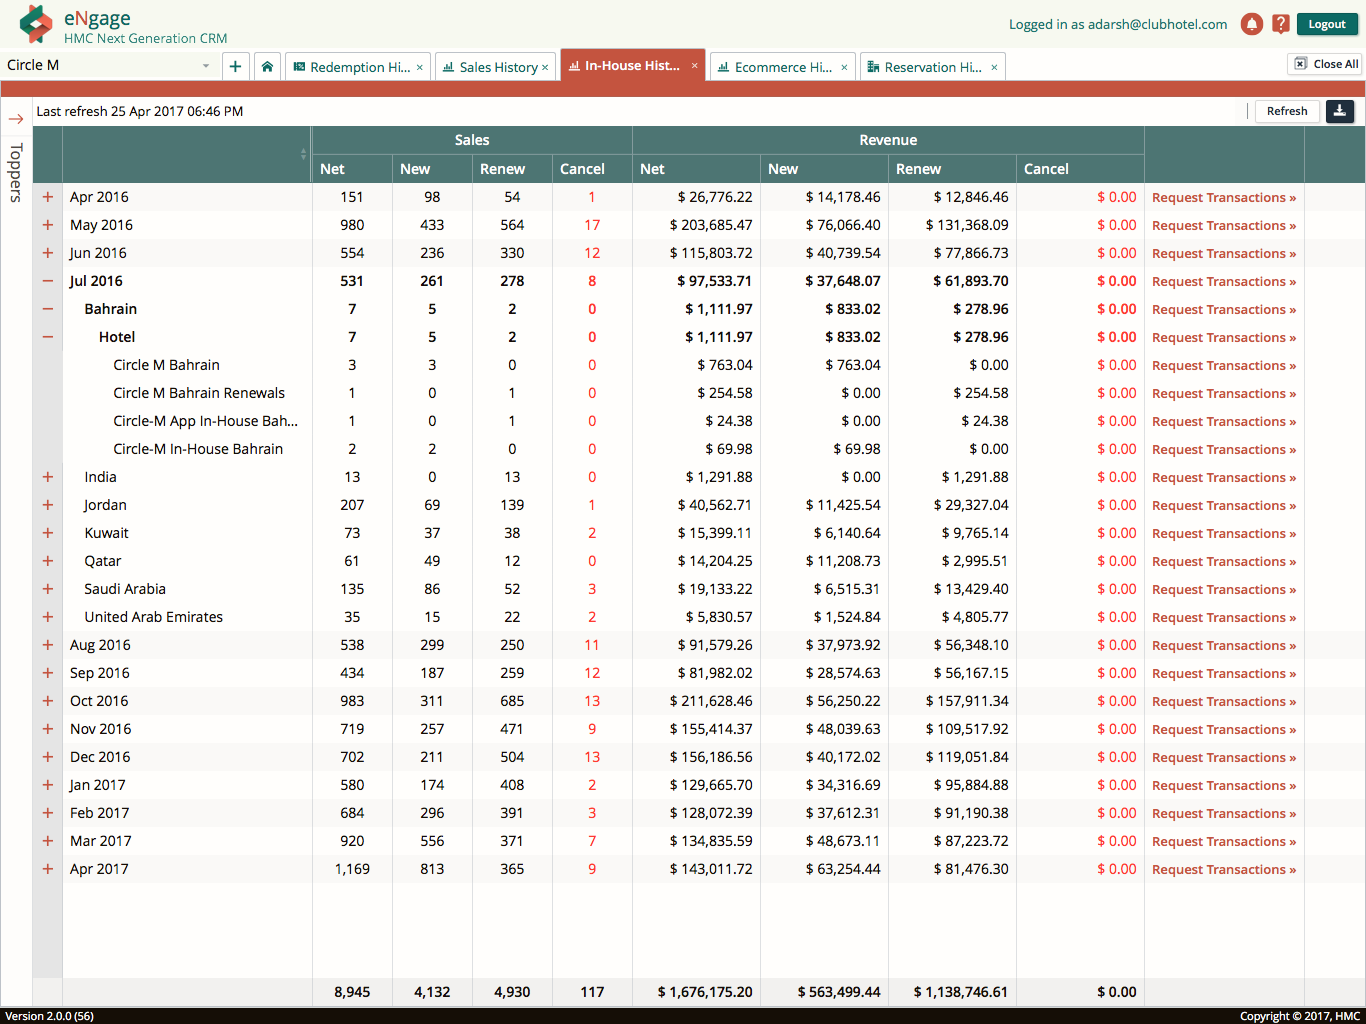 eNgage
HMC Next Generation CRM
Logged in as adarsh@clubhotel.com ? Logout
Circle M + Redemption Hi... × Sales History × In-House Hist... × Ecommerce Hi... × Reservation Hi... × Close All
Last refresh 25 Apr 2017 06:46 PM Refresh
Toppers
Sales Revenue
Net New Renew Cancel Net New Renew Cancel
+ Apr 2016 151 98 54 1 $ 26,776.22 $ 14,178.46 $ 12,846.46 $ 0.00 Request Transactions »
+ May 2016 980 433 564 17 $ 203,685.47 $ 76,066.40 $ 131,368.09 $ 0.00 Request Transactions »
+ Jun 2016 554 236 330 12 $ 115,803.72 $ 40,739.54 $ 77,866.73 $ 0.00 Request Transactions »
− Jul 2016 531 261 278 8 $ 97,533.71 $ 37,648.07 $ 61,893.70 $ 0.00 Request Transactions »
− Bahrain 7 5 2 0 $ 1,111.97 $ 833.02 $ 278.96 $ 0.00 Request Transactions »
− Hotel 7 5 2 0 $ 1,111.97 $ 833.02 $ 278.96 $ 0.00 Request Transactions »
Circle M Bahrain 3 3 0 0 $ 763.04 $ 763.04 $ 0.00 $ 0.00 Request Transactions »
Circle M Bahrain Renewals 1 0 1 0 $ 254.58 $ 0.00 $ 254.58 $ 0.00 Request Transactions »
Circle-M App In-House Bah... 1 0 1 0 $ 24.38 $ 0.00 $ 24.38 $ 0.00 Request Transactions »
Circle-M In-House Bahrain 2 2 0 0 $ 69.98 $ 69.98 $ 0.00 $ 0.00 Request Transactions »
+ India 13 0 13 0 $ 1,291.88 $ 0.00 $ 1,291.88 $ 0.00 Request Transactions »
+ Jordan 207 69 139 1 $ 40,562.71 $ 11,425.54 $ 29,327.04 $ 0.00 Request Transactions »
+ Kuwait 73 37 38 2 $ 15,399.11 $ 6,140.64 $ 9,765.14 $ 0.00 Request Transactions »
+ Qatar 61 49 12 0 $ 14,204.25 $ 11,208.73 $ 2,995.51 $ 0.00 Request Transactions »
+ Saudi Arabia 135 86 52 3 $ 19,133.22 $ 6,515.31 $ 13,429.40 $ 0.00 Request Transactions »
+ United Arab Emirates 35 15 22 2 $ 5,830.57 $ 1,524.84 $ 4,805.77 $ 0.00 Request Transactions »
+ Aug 2016 538 299 250 11 $ 91,579.26 $ 37,973.92 $ 56,348.10 $ 0.00 Request Transactions »
+ Sep 2016 434 187 259 12 $ 81,982.02 $ 28,574.63 $ 56,167.15 $ 0.00 Request Transactions »
+ Oct 2016 983 311 685 13 $ 211,628.46 $ 56,250.22 $ 157,911.34 $ 0.00 Request Transactions »
+ Nov 2016 719 257 471 9 $ 155,414.37 $ 48,039.63 $ 109,517.92 $ 0.00 Request Transactions »
+ Dec 2016 702 211 504 13 $ 156,186.56 $ 40,172.02 $ 119,051.84 $ 0.00 Request Transactions »
+ Jan 2017 580 174 408 2 $ 129,665.70 $ 34,316.69 $ 95,884.88 $ 0.00 Request Transactions »
+ Feb 2017 684 296 391 3 $ 128,072.39 $ 37,612.31 $ 91,190.38 $ 0.00 Request Transactions »
+ Mar 2017 920 556 371 7 $ 134,835.59 $ 48,673.11 $ 87,223.72 $ 0.00 Request Transactions »
+ Apr 2017 1,169 813 365 9 $ 143,011.72 $ 63,254.44 $ 81,476.30 $ 0.00 Request Transactions »
8,945 4,132 4,930 117 $ 1,676,175.20 $ 563,499.44 $ 1,138,746.61 $ 0.00
Version 2.0.0 (56) Copyright © 2017, HMC